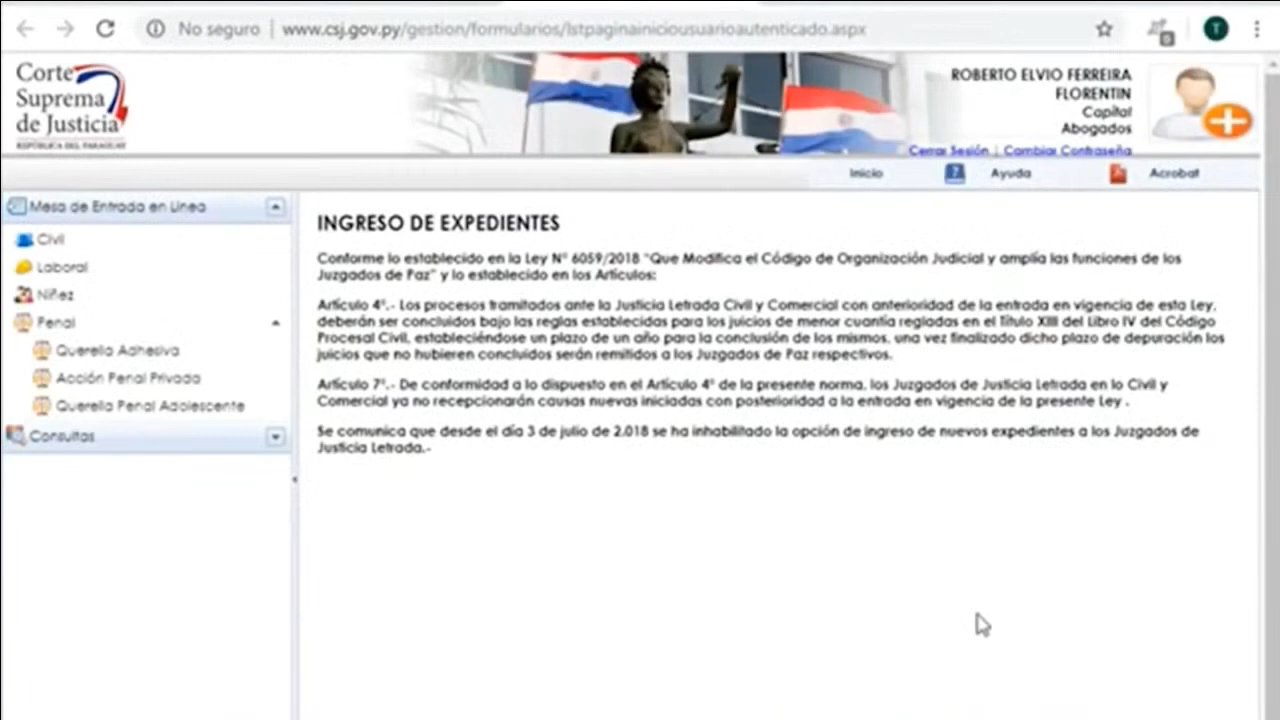 No seguro | www.csj.gov.py/gestion/formularios/lstpaginainiciousuarioautenticado.aspx
T
Corte
Suprema
de Justicia
REPÚBLICA DEL PARAGUAY
ROBERTO ELVIO FERREIRA
FLORENTIN
Capital
Abogados
Cerrar Sesión | Cambiar Contraseña
Inicio
Ayuda
Acrobat
Mesa de Entrada en Linea
Civil
Laboral
Niñez
Penal
Querella Adhesiva
Acción Penal Privada
Querella Penal Adolescente
Consultas
INGRESO DE EXPEDIENTES
Conforme lo establecido en la Ley N° 6059/2018 "Que Modifica el Código de Organización Judicial y amplía las funciones de los
Juzgados de Paz" y lo establecido en los Artículos:
Artículo 4°.- Los procesos tramitados ante la Justicia Letrada Civil y Comercial con anterioridad de la entrada en vigencia de esta Ley,
deberán ser concluidos bajo las reglas establecidas para los juicios de menor cuantía regladas en el Título XIII del Libro IV del Código
Procesal Civil, estableciéndose un plazo de un año para la conclusión de los mismos, una vez finalizado dicho plazo de depuración los
juicios que no hubieren concluidos serán remitidos a los Juzgados de Paz respectivos.
Artículo 7°.- De conformidad a lo dispuesto en el Artículo 4° de la presente norma, los Juzgados de Justicia Letrada en lo Civil y
Comercial ya no recepcionarán causas nuevas iniciadas con posterioridad a la entrada en vigencia de la presente Ley .
Se comunica que desde el día 3 de julio de 2.018 se ha inhabilitado la opción de ingreso de nuevos expedientes a los Juzgados de
Justicia Letrada.-